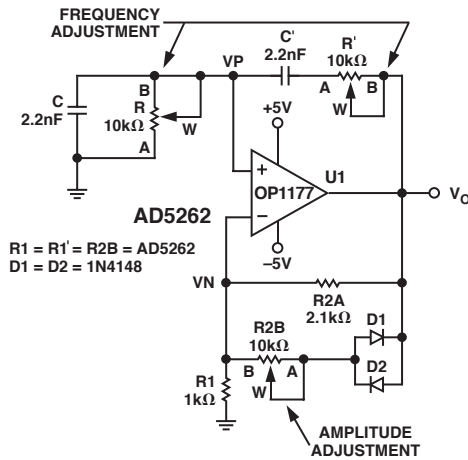 FREQUENCY
ADJUSTMENT
C'
2.2nF
R'
10kΩ
VP
A
B
W
C
2.2nF
B
R
10kΩ
W
A
+5V
U1
+
OP1177
−
–5V
VO
AD5262
R1 = R1' = R2B = AD5262
D1 = D2 = 1N4148
VN
R2A
2.1kΩ
D1
R2B
10kΩ
B
A
W
D2
R1
1kΩ
AMPLITUDE
ADJUSTMENT